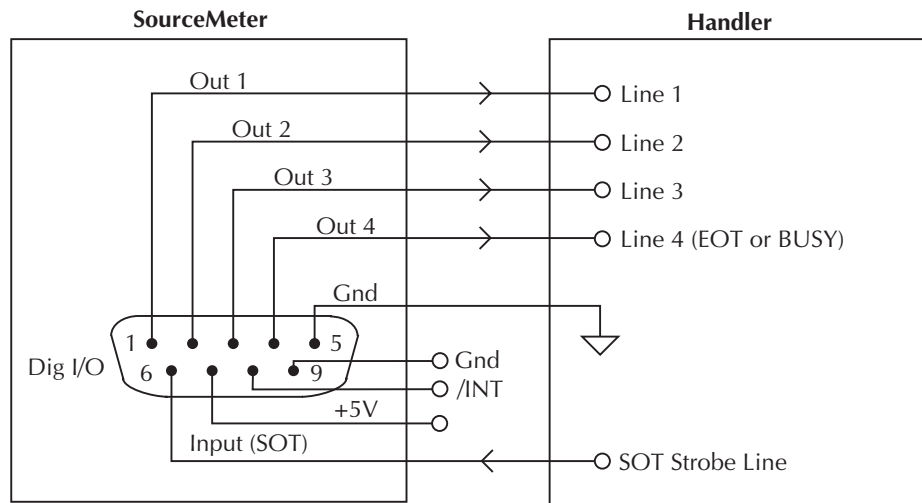 SourceMeter
Handler
Out 1
Line 1
Out 2
Line 2
Out 3
Line 3
Out 4
Line 4 (EOT or BUSY)
Gnd
1
5
Dig I/O
6
9
Gnd
/INT
+5V
Input (SOT)
SOT Strobe Line